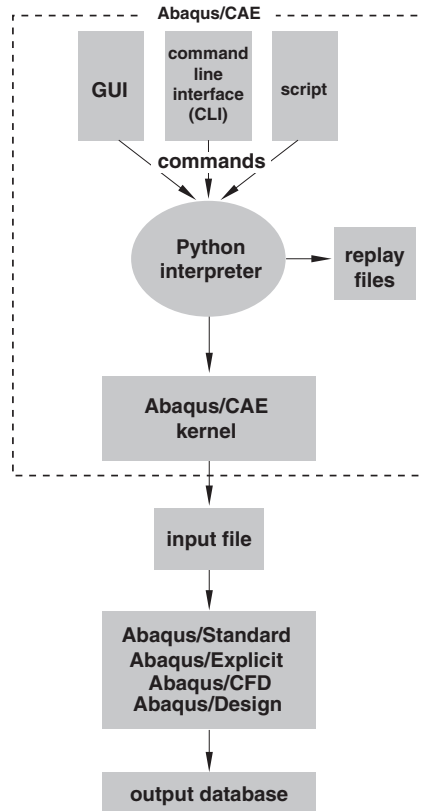 Abaqus/CAE
GUI
command
line
interface
(CLI)
script
commands
Python
interpreter
replay
files
Abaqus/CAE
kernel
input file
Abaqus/Standard
Abaqus/Explicit
Abaqus/CFD
Abaqus/Design
output database